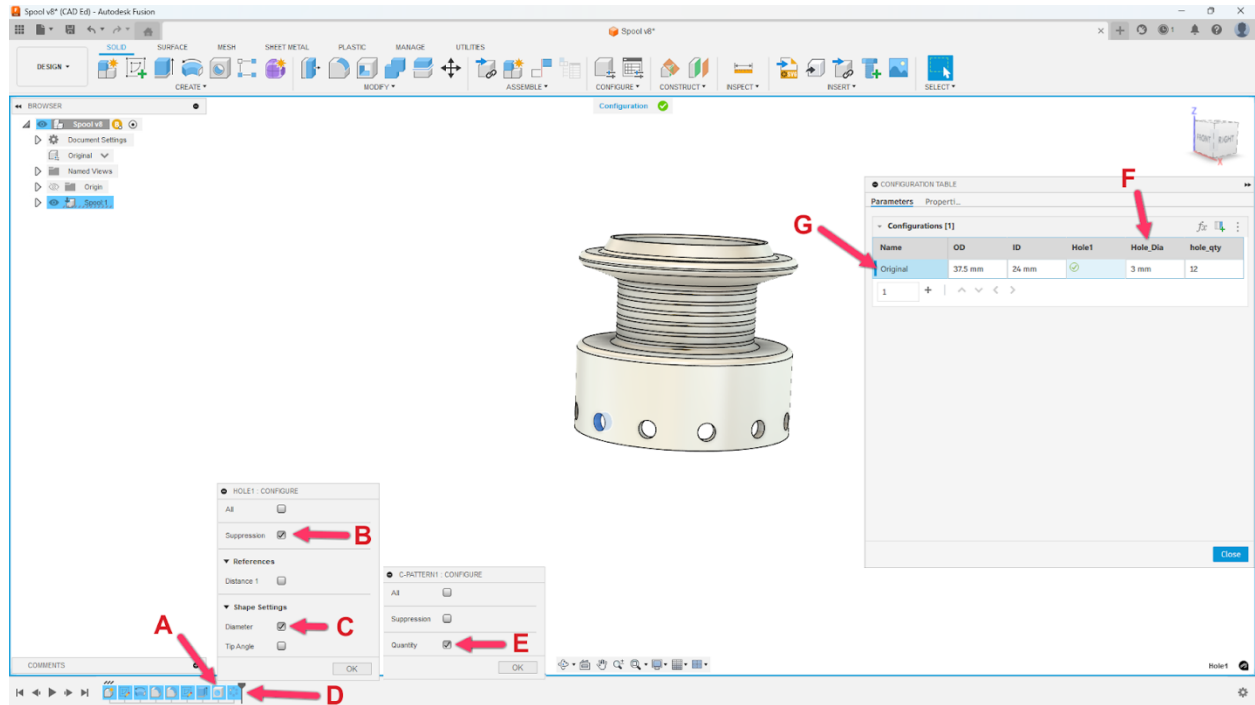 Spool v8* (CAD Ed) - Autodesk Fusion
Spool v8*
1
SOLID SURFACE MESH SHEET METAL PLASTIC MANAGE UTILITIES
DESIGN
CREATE MODIFY ASSEMBLE CONFIGURE CONSTRUCT INSPECT INSERT SELECT
BROWSER
Configuration
Spool v8
Document Settings
Original
Named Views
Origin
Spool:1
Z
FRONT RIGHT
X
F
CONFIGURATION TABLE
Parameters Properti...
G
Configurations [1]
fx
Name OD ID Hole1 Hole_Dia hole_qty
Original 37.5 mm 24 mm 3 mm 12
1
Close
HOLE1 : CONFIGURE
All
Suppression
B
References
Distance 1
Shape Settings
Diameter
C
Tip Angle
OK
C-PATTERN1 : CONFIGURE
All
Suppression
Quantity
E
OK
A
COMMENTS
Hole1
D